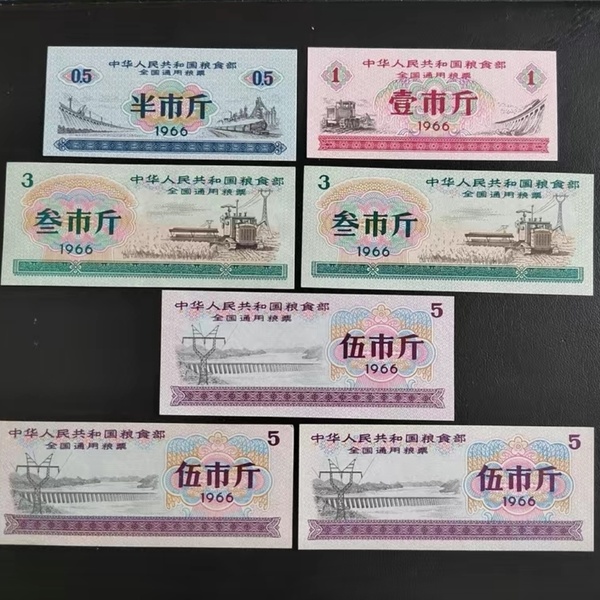 中华人民共和国粮食部
全国通用粮票
0.5 0.5
半市斤
1966
中华人民共和国粮食部
全国通用粮票
1 1
壹市斤
1966
3
中华人民共和国粮食部
全国通用粮票
叁市斤
1966
3
中华人民共和国粮食部
全国通用粮票
叁市斤
1966
中华人民共和国粮食部
5
全国通用粮票
伍市斤
1966
中华人民共和国粮食部
5
全国通用粮票
伍市斤
1966
中华人民共和国粮食部
5
全国通用粮票
伍市斤
1966